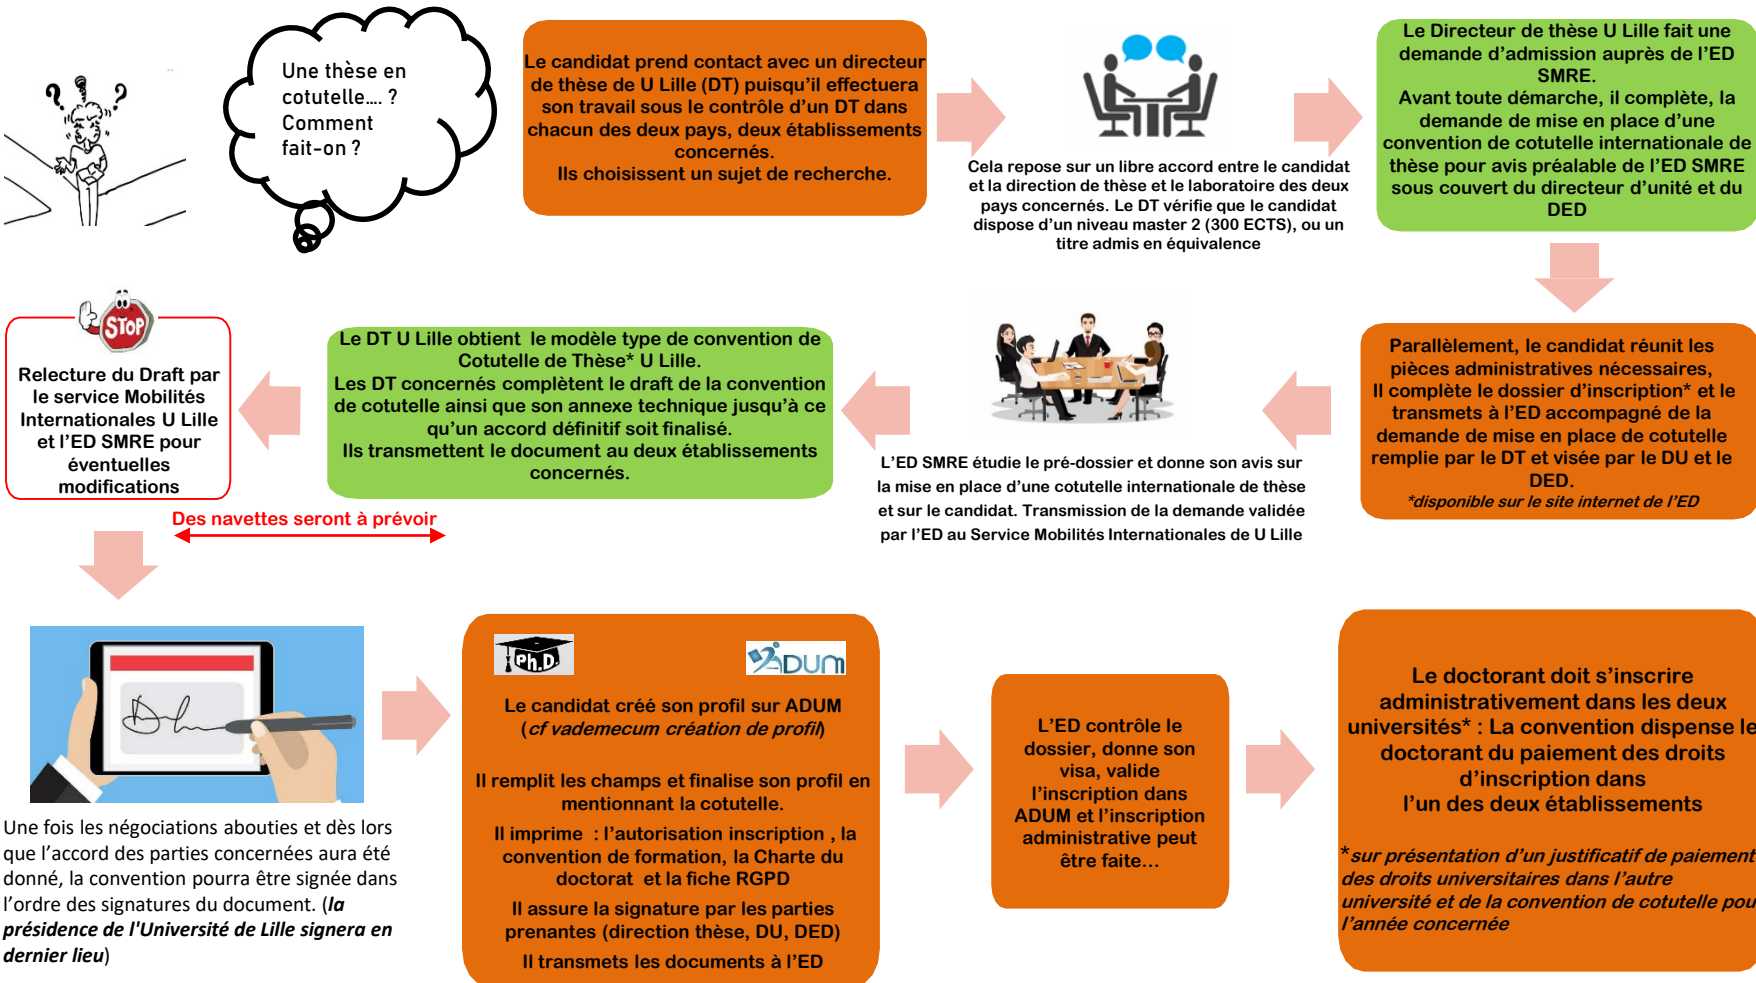 Une thèse en
cotutelle.... ?
Comment
fait-on ?
Le candidat prend contact avec un directeur
de thèse de U Lille (DT) puisqu'il effectuera
son travail sous le contrôle d'un DT dans
chacun des deux pays, deux établissements
concernés.
Ils choisissent un sujet de recherche.
Cela repose sur un libre accord entre le candidat
et la direction de thèse et le laboratoire des deux
pays concernés. Le DT vérifie que le candidat
dispose d'un niveau master 2 (300 ECTS), ou un
titre admis en équivalence
Le Directeur de thèse U Lille fait une
demande d'admission auprès de l'ED
SMRE.
Avant toute démarche, il complète, la
demande de mise en place d'une
convention de cotutelle internationale de
thèse pour avis préalable de l'ED SMRE
sous couvert du directeur d'unité et du
DED
Parallèlement, le candidat réunit les
pièces administratives nécessaires,
Il complète le dossier d'inscription* et le
transmets à l'ED accompagné de la
demande de mise en place de cotutelle
remplie par le DT et visée par le DU et le
DED.
*disponible sur le site internet de l'ED
L'ED SMRE étudie le pré-dossier et donne son avis sur
la mise en place d'une cotutelle internationale de thèse
et sur le candidat. Transmission de la demande validée
par l'ED au Service Mobilités Internationales de U Lille
Le DT U Lille obtient le modèle type de convention de
Cotutelle de Thèse* U Lille.
Les DT concernés complètent le draft de la convention
de cotutelle ainsi que son annexe technique jusqu'à ce
qu'un accord définitif soit finalisé.
Ils transmettent le document au deux établissements
concernés.
STOP
Relecture du Draft par
le service Mobilités
Internationales U Lille
et l'ED SMRE pour
éventuelles
modifications
Des navettes seront à prévoir
Une fois les négociations abouties et dès lors
que l'accord des parties concernées aura été
donné, la convention pourra être signée dans
l'ordre des signatures du document. (la
présidence de l'Université de Lille signera en
dernier lieu)
Ph.D.
ADUM
Le candidat créé son profil sur ADUM
(cf vademecum création de profil)
Il remplit les champs et finalise son profil en
mentionnant la cotutelle.
Il imprime : l'autorisation inscription , la
convention de formation, la Charte du
doctorat et la fiche RGPD
Il assure la signature par les parties
prenantes (direction thèse, DU, DED)
Il transmets les documents à l'ED
L'ED contrôle le
dossier, donne son
visa, valide
l'inscription dans
ADUM et l'inscription
administrative peut
être faite...
Le doctorant doit s'inscrire
administrativement dans les deux
universités* : La convention dispense le
doctorant du paiement des droits
d'inscription dans
l'un des deux établissements
*sur présentation d'un justificatif de paiement
des droits universitaires dans l'autre
université et de la convention de cotutelle pou
l'année concernée